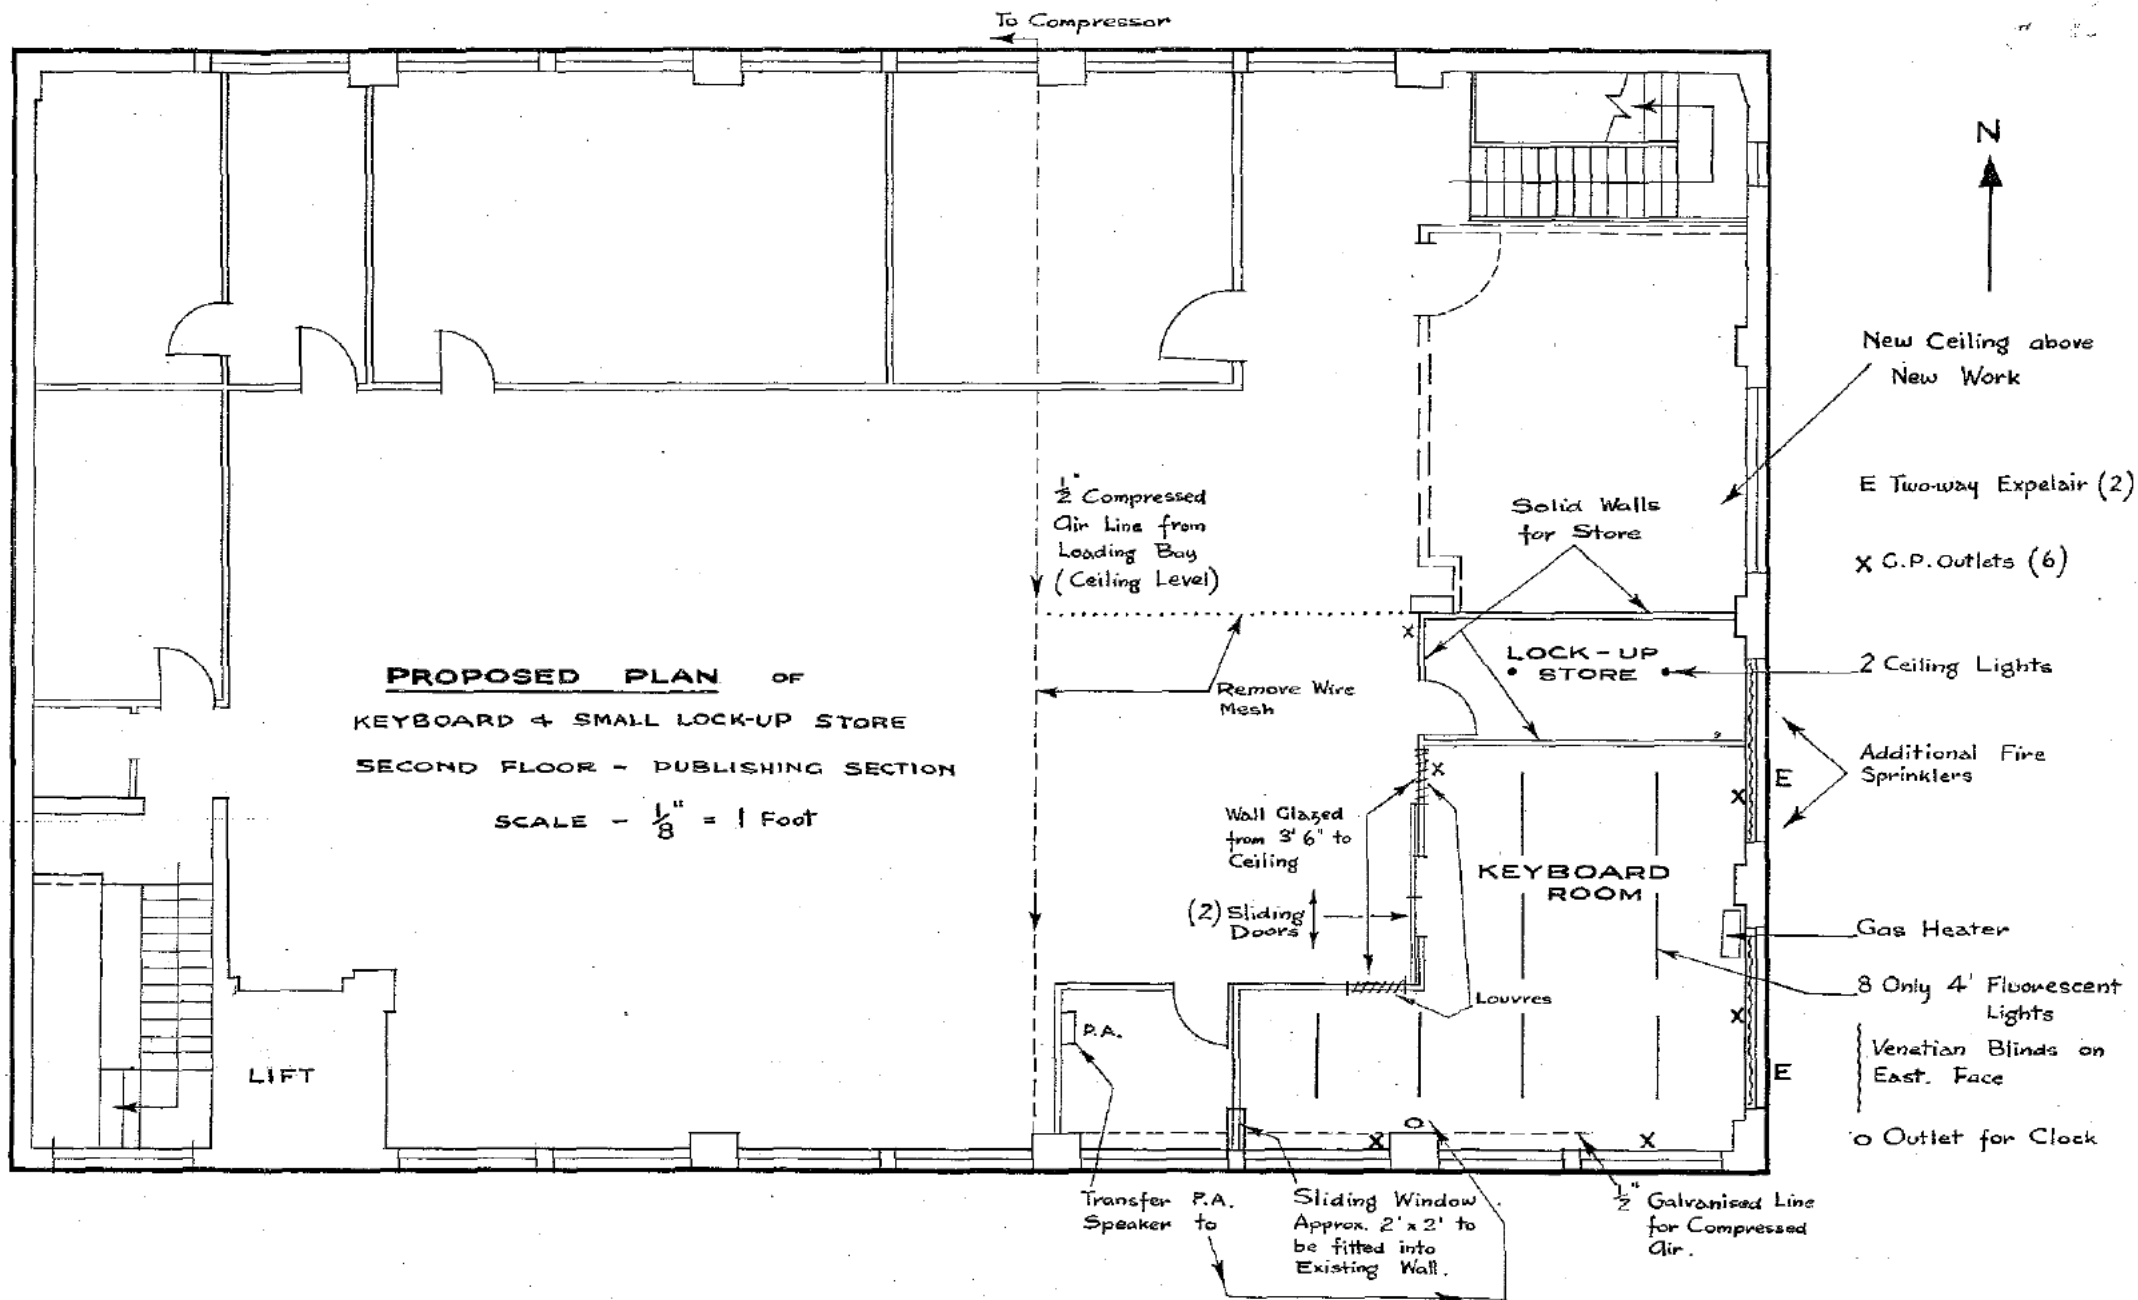 To Compressor
N
New Ceiling above
New Work
½" Compressed
Air Line from
Loading Bay
(Ceiling Level)
Solid Walls
for Store
E Two-way Expelair (2)
X G.P. Outlets (6)
x
LOCK-UP
STORE
2 Ceiling Lights
PROPOSED PLAN OF
KEYBOARD & SMALL LOCK-UP STORE
SECOND FLOOR - PUBLISHING SECTION
SCALE - ⅛" = 1 Foot
Remove Wire
Mesh
Additional Fire
Sprinklers
x
X
E
Wall Glazed
from 3'6" to
Ceiling
KEYBOARD
ROOM
(2) Sliding
Doors
Gas Heater
8 Only 4' Fluorescent
Lights
Louvres
X
P.A.
LIFT
Venetian Blinds on
East. Face
E
O
X
X
O Outlet for Clock
Transfer P.A.
Speaker to
Sliding Window
Approx. 2' x 2' to
be fitted into
Existing Wall.
½" Galvanised Line
for Compressed
Air.